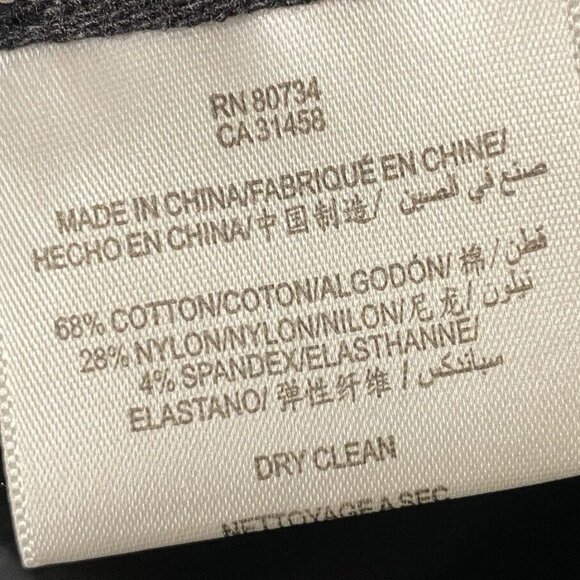 RN 80734
CA 31458
MADE IN CHINA/FABRIQUÉ EN CHINE/
HECHO EN CHINA/中国制造/ صنع في الصين
68% COTTON/COTON/ALGODÓN/ 棉/ قطن
28% NYLON/NYLON/NILON/尼龙/ نيلون
4% SPANDEX/ELASTHANNE/
ELASTANO/ 弹性纤维 / سباندكس
DRY CLEAN
NETTOYAGE A SEC